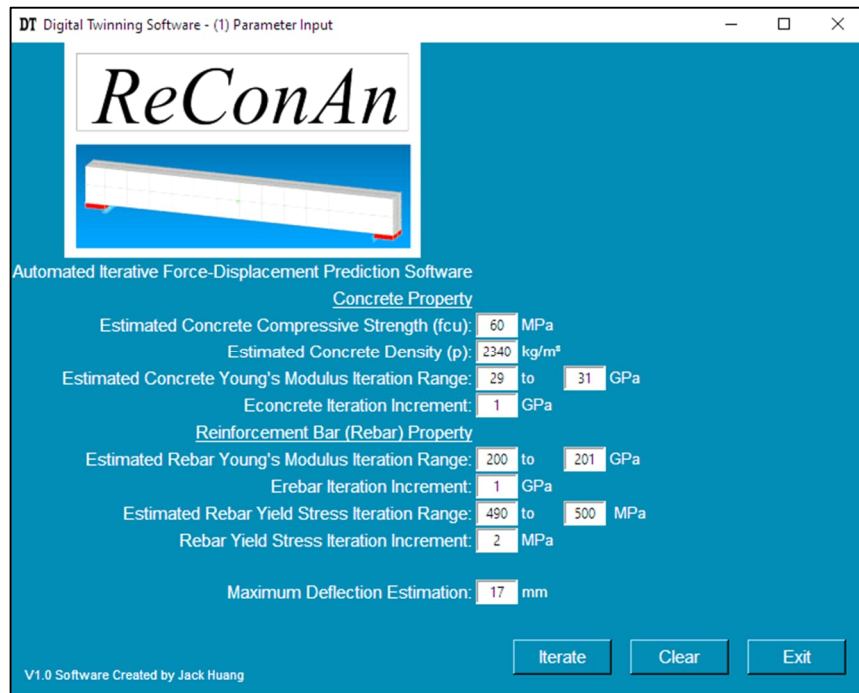 DT Digital Twinning Software - (1) Parameter Input
ReConAn
Automated Iterative Force-Displacement Prediction Software
Concrete Property
Estimated Concrete Compressive Strength (fcu): 60 MPa
Estimated Concrete Density (p): 2340 kg/m³
Estimated Concrete Young's Modulus Iteration Range: 29 to 31 GPa
Econcrete Iteration Increment: 1 GPa
Reinforcement Bar (Rebar) Property
Estimated Rebar Young's Modulus Iteration Range: 200 to 201 GPa
Erebar Iteration Increment: 1 GPa
Estimated Rebar Yield Stress Iteration Range: 490 to 500 MPa
Rebar Yield Stress Iteration Increment: 2 MPa
Maximum Deflection Estimation: 17 mm
Iterate Clear Exit
V1.0 Software Created by Jack Huang